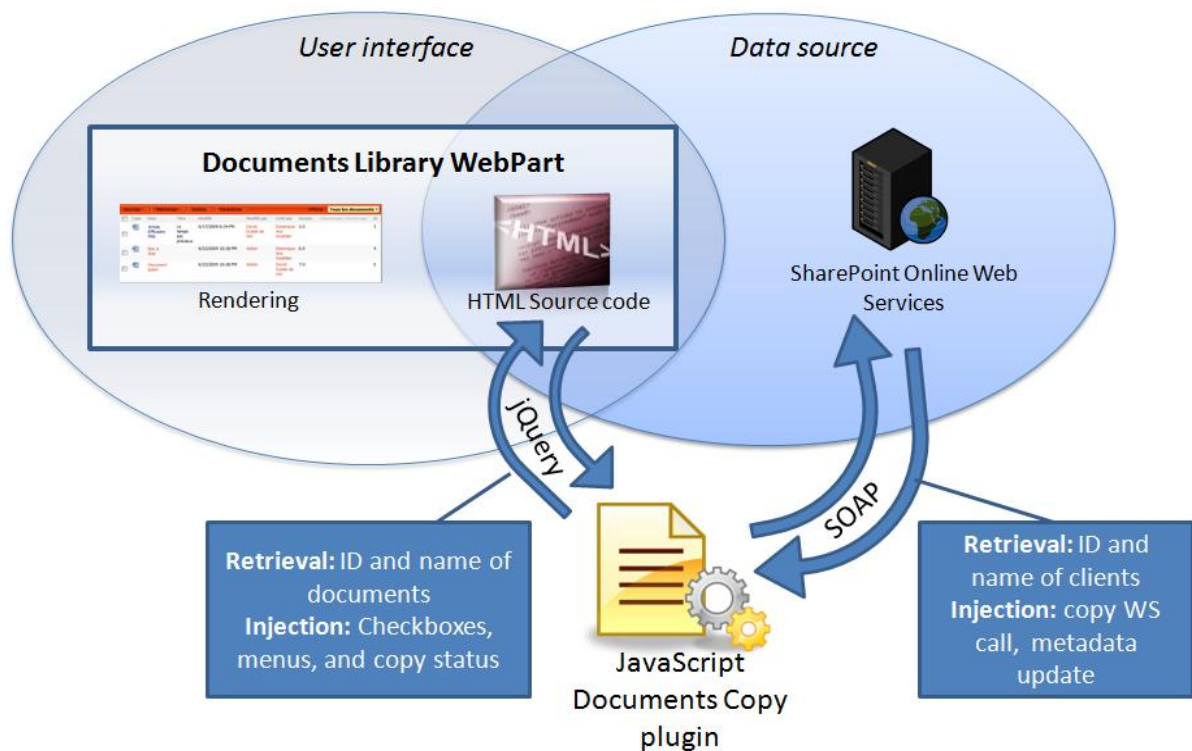 User interface
Data source
Documents Library WebPart
<HTML>
Rendering
HTML Source code
SharePoint Online Web
Services
jQuery
SOAP
Retrieval: ID and name of
documents
Injection: Checkboxes,
menus, and copy status
Retrieval: ID and
name of clients
Injection: copy WS
call, metadata
update
JavaScript
Documents Copy
plugin